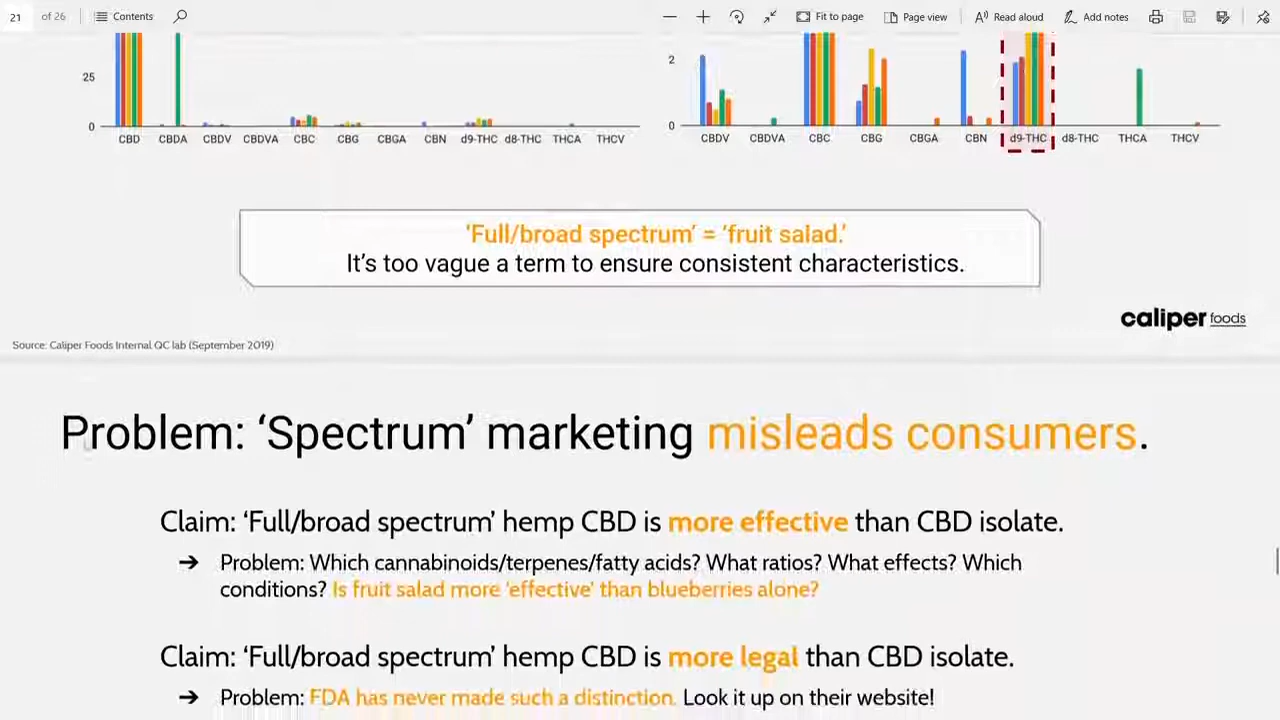 21 of 26 Contents Fit to page Page view Read aloud Add notes
25
0
CBD CBDA CBDV CBDVA CBC CBG CBGA CBN d9-THC d8-THC THCA THCV
2
0
CBDV CBDA CBC CBG CBGA CBN d9-THC d8-THC THCA THCV
‘Full/broad spectrum’ = ‘fruit salad.’
It’s too vague a term to ensure consistent characteristics.
caliper foods
Source: Caliper Foods Internal QC lab (September 2019)
Problem: ‘Spectrum’ marketing misleads consumers.
Claim: ‘Full/broad spectrum’ hemp CBD is more effective than CBD isolate.
➔ Problem: Which cannabinoids/terpenes/fatty acids? What ratios? What effects? Which
conditions? Is fruit salad more ‘effective’ than blueberries alone?
Claim: ‘Full/broad spectrum’ hemp CBD is more legal than CBD isolate.
➔ Problem: FDA has never made such a distinction. Look it up on their website!